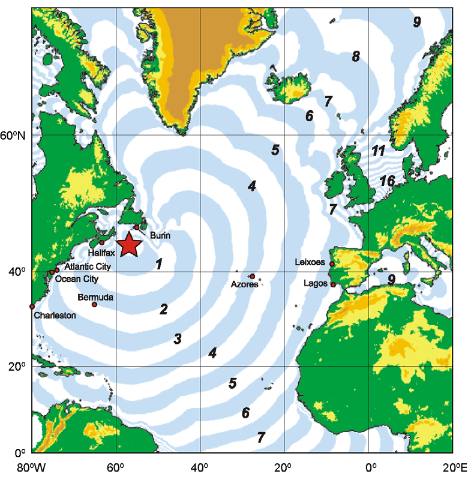 9
8
7
6
60°N
5
11
16
4
7
Burin
Halifax
1
Leixoes
Atlantic City
40°
Ocean City
Azores
9
Lagos
Bermuda
2
Charleston
3
4
20°
5
6
7
0°
80°W 60° 40° 20° 0° 20°E